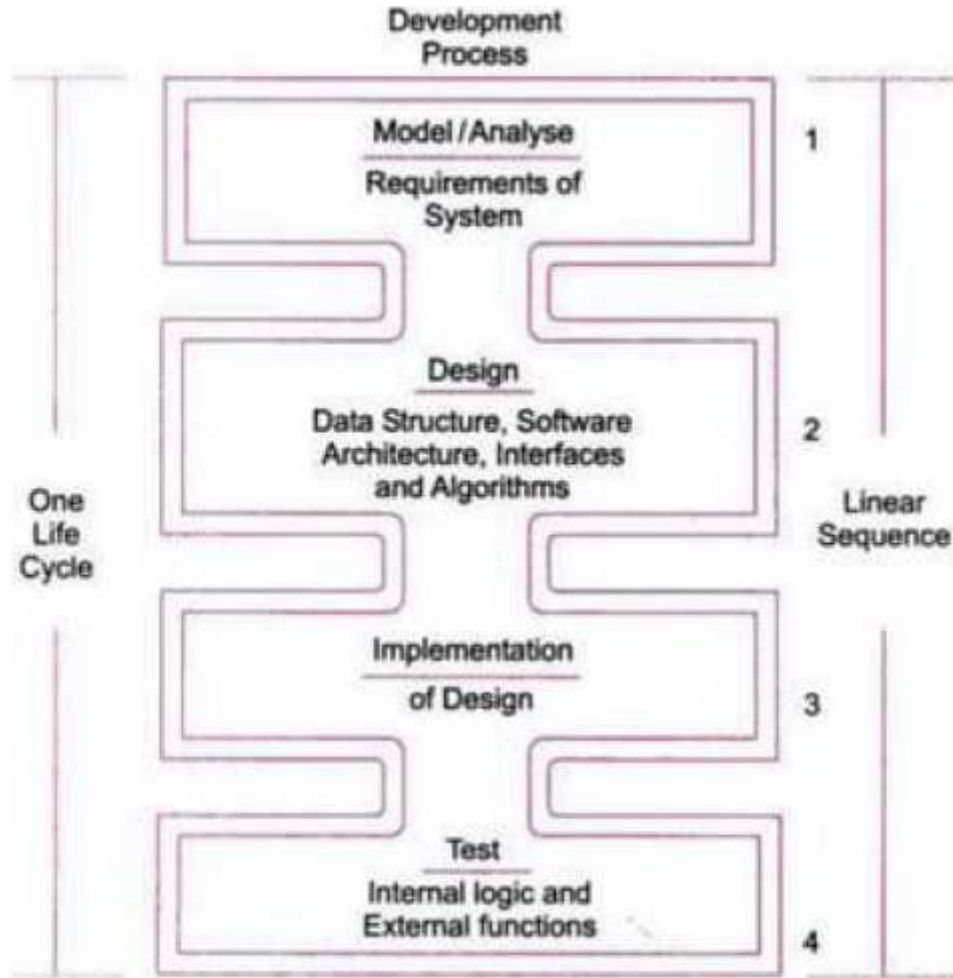 Development
Process
Model/Analyse
1
Requirements of
System
Design
Data Structure, Software
2
Architecture, Interfaces
and Algorithms
One
Life
Cycle
Linear
Sequence
Implementation
of Design
3
Test
Internal logic and
External functions
4